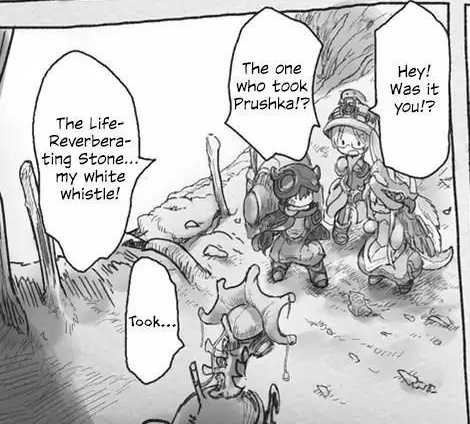 Hey!
Was it
you!?
The one
who took
Prushka!?
The Life-
Reverbera-
ting Stone...
my white
whistle!
Took...